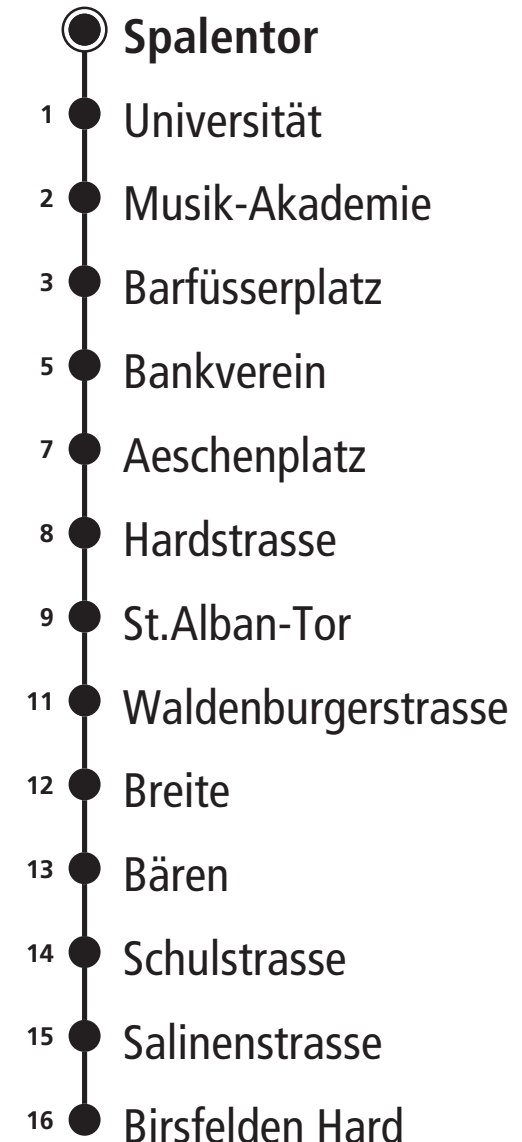 Spalentor
1 Universität
2 Musik-Akademie
3 Barfüsserplatz
5 Bankverein
7 Aeschenplatz
8 Hardstrasse
9 St.Alban-Tor
11 Waldenburgerstrasse
12 Breite
13 Bären
14 Schulstrasse
15 Salinenstrasse
16 Birsfelden Hard